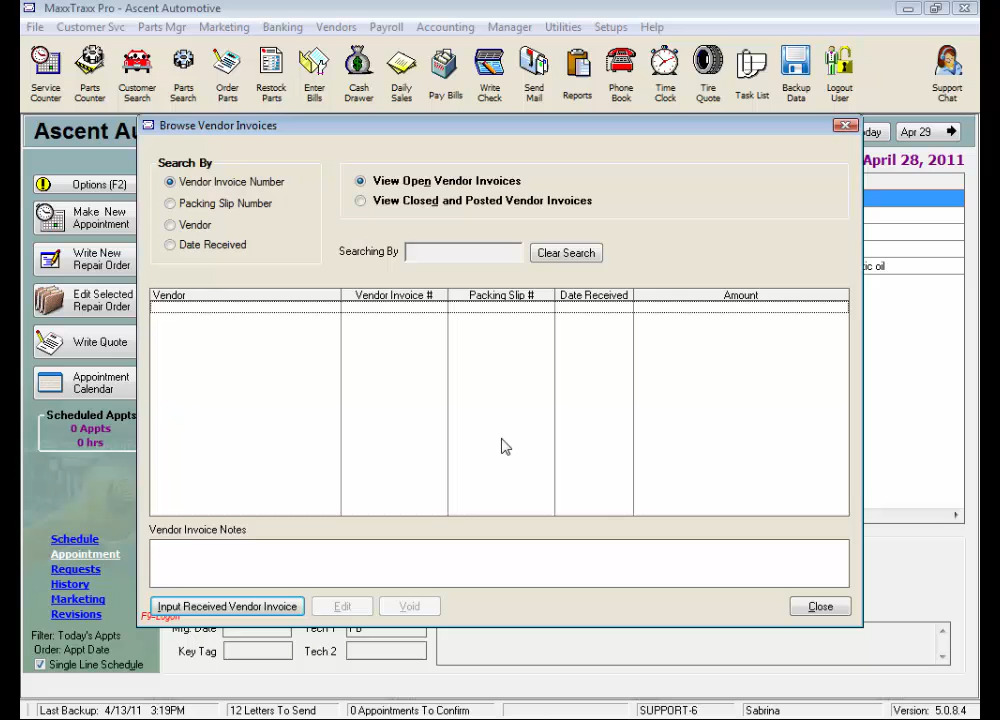 MaxxTraxx Pro - Ascent Automotive
File Customer Svc Parts Mgr Marketing Banking Vendors Payroll Accounting Manager Utilities Setups Help
Service Counter
Parts Counter
Customer Search
Parts Search
Order Parts
Restock Parts
Enter Bills
Cash Drawer
Daily Sales
Pay Bills
Write Check
Send Mail
Reports
Phone Book
Time Clock
Tire Quote
Task List
Backup Data
Logout User
Support Chat
Ascent Au
Browse Vendor Invoices
day
Apr 29
April 28, 2011
Search By
Vendor Invoice Number
Packing Slip Number
Vendor
Date Received
View Open Vendor Invoices
View Closed and Posted Vendor Invoices
Searching By
Clear Search
Options (F2)
Make New
Appointment
Write New
Repair Order
Edit Selected
Repair Order
Write Quote
Appointment
Calendar
Scheduled Appts
0 Appts
0 hrs
tic oil
Vendor Vendor Invoice # Packing Slip # Date Received Amount
Vendor Invoice Notes
Schedule
Appointment
Requests
History
Marketing
Revisions
Input Received Vendor Invoice Edit Void Close
F9-Logon
Filter: Today's Appts
Order: Appt Date
Single Line Schedule
Mfg. Date Tech 1
Key Tag Tech 2
Last Backup: 4/13/11 3:19PM 12 Letters To Send 0 Appointments To Confirm SUPPORT-6 Sabrina Version: 5.0.8.4